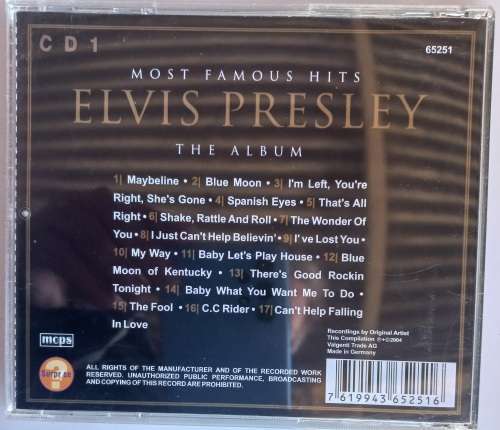 CD1
65251
MOST FAMOUS HITS
ELVIS PRESLEY
THE ALBUM
1| Maybeline • 2| Blue Moon • 3| I'm Left, You're
Right, She's Gone • 4| Spanish Eyes • 5| That's All
Right • 6| Shake, Rattle And Roll • 7| The Wonder Of
You • 8| I Just Can't Help Believin' • 9| I've Lost You •
10| My Way • 11| Baby Let's Play House • 12| Blue
Moon of Kentucky • 13| There's Good Rockin
Tonight • 14| Baby What You Want Me To Do •
15| The Fool • 16| C.C Rider • 17| Can't Help Falling
In Love
Recordings by Original Artist
This Compilation ℗+©2004
Valgenti Trade AG
Made in Germany
mcps
Surprise
ALL RIGHTS OF THE MANUFACTURER AND OF THE RECORDED WORK
RESERVED. UNAUTHORIZED PUBLIC PERFORMANCE, BROADCASTING
AND COPYING OF THIS RECORD ARE PROHIBITED.
7 619943 652516